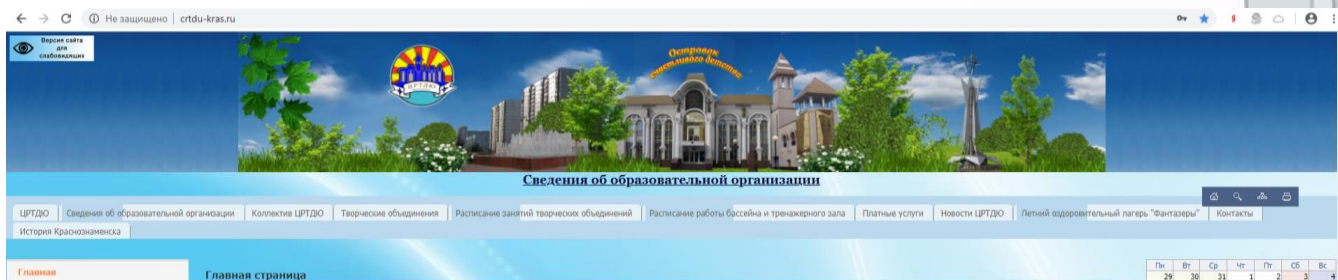 Не защищено | crtdu-kras.ru
Версия сайта
для
слабовидящих
Островок
счастливого детства
ЦРТДЮ
Сведения об образовательной организации
ЦРТДЮ Сведения об образовательной организации Коллектив ЦРТДЮ Творческие объединения Расписание занятий творческих объединений Расписание работы бассейна и тренажерного зала Платные услуги Новости ЦРТДЮ Летний оздоровительный лагерь "Фантазеры" Контакты
История Краснознаменска
Главная
Главная страница
Пн Вт Ср Чт Пт Сб Вс
29 30 31 1 2 3 4